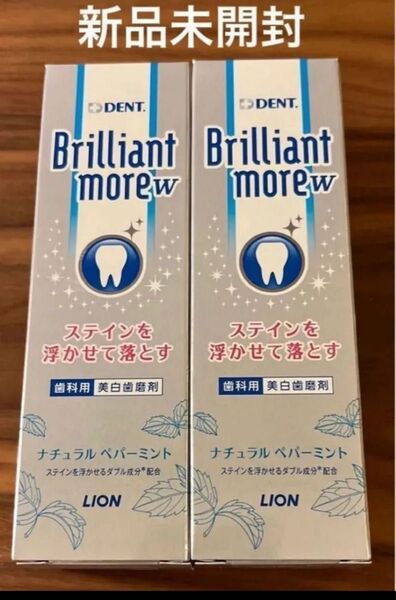 新品未開封
DENT.
Brilliant
more W
ステインを
浮かせて落とす
歯科用 美白歯磨剤
ナチュラル ペパーミント
ステインを浮かせるダブル成分※配合
LION
DENT.
Brilliant
more W
ステインを
浮かせて落とす
歯科用 美白歯磨剤
ナチュラル ペパーミント
ステインを浮かせるダブル成分※配合
LION